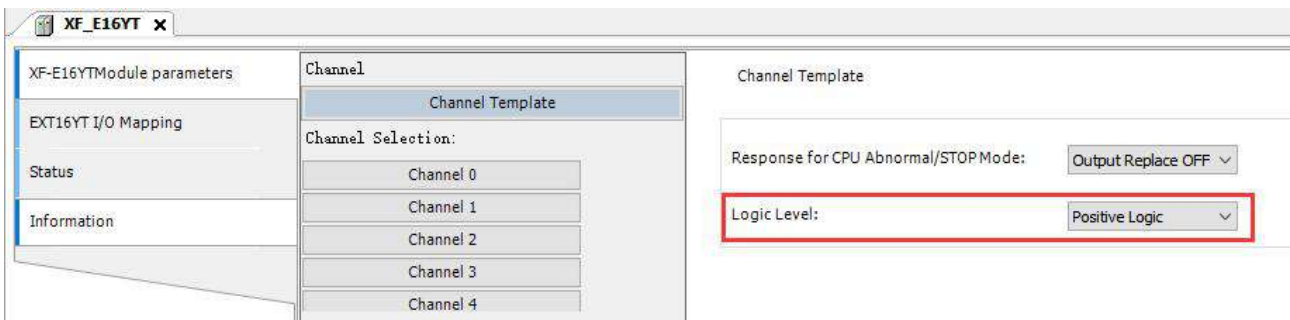 XF_E16YT
XF-E16YTModule parameters
EXT16YT I/O Mapping
Status
Information
Channel
Channel Template
Channel Selection:
Channel 0
Channel 1
Channel 2
Channel 3
Channel 4
Channel Template
Response for CPU Abnormal/STOP Mode: Output Replace OFF
Logic Level: Positive Logic